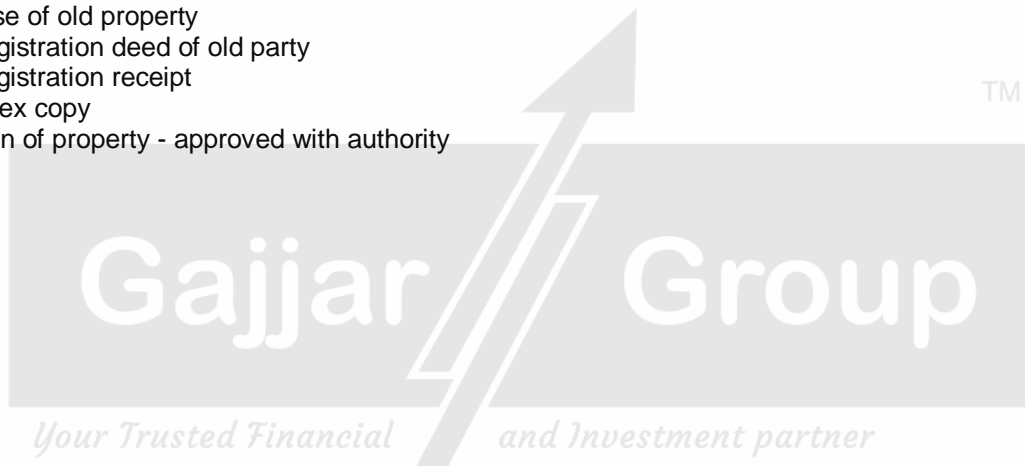 se of old property
gistration deed of old party
gistration receipt
ex copy
n of property - approved with authority
TM
Gajjar Group
Your Trusted Financial and Investment partner